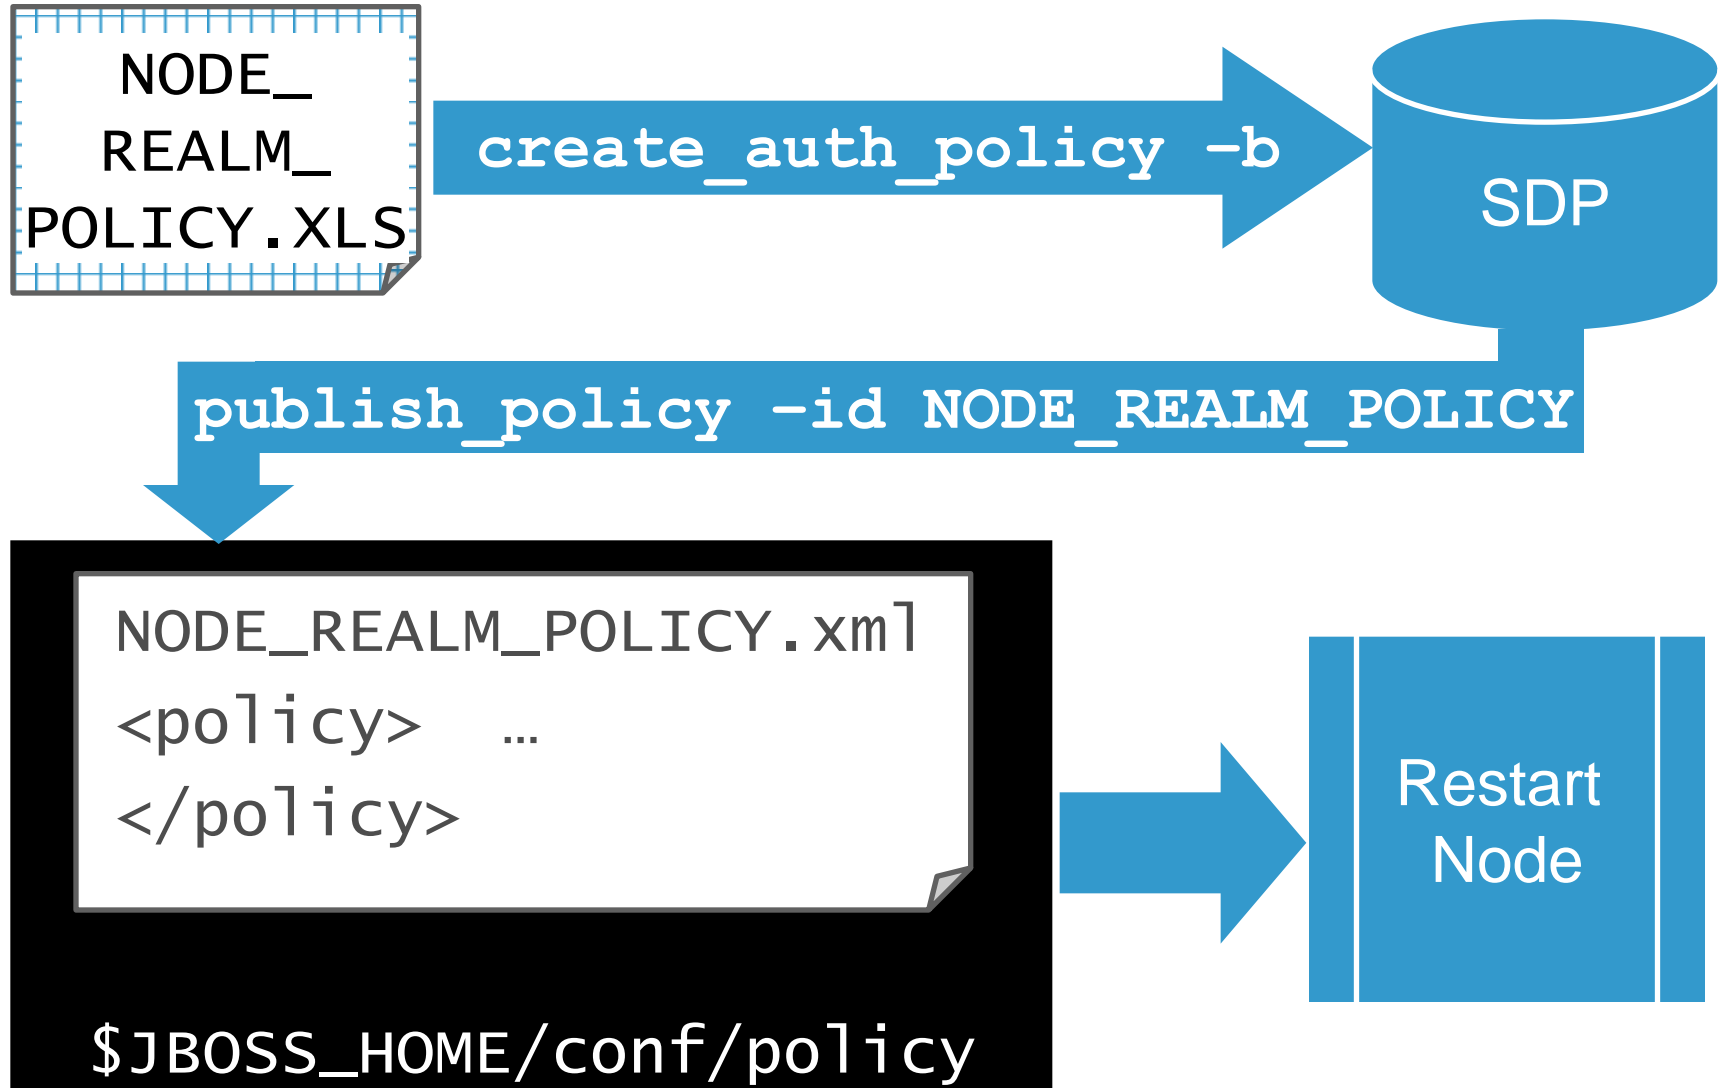 NODE_
REALM_
POLICY.XLS
create_auth_policy -b
SDP
publish_policy –id NODE_REALM_POLICY
NODE_REALM_POLICY.xml
<policy>  …
</policy>
Restart
Node
$JBOSS_HOME/conf/policy